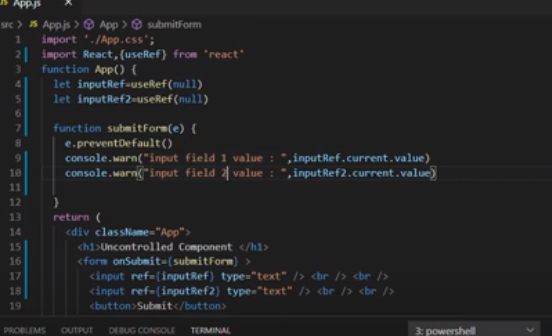 App.js ×
src > JS App.js > App > submitForm
1 import './App.css';
2 import React,{useRef} from 'react'
3 function App() {
4 let inputRef=useRef(null)
5 let inputRef2=useRef(null)
6
7 function submitForm(e) {
8 e.preventDefault()
9 console.warn("input field 1 value : ",inputRef.current.value)
10 console.warn("input field 2 value : ",inputRef2.current.value)
11
12 }
13 return (
14 <div className="App">
15 <h1>Uncontrolled Component </h1>
16 <form onSubmit={submitForm} >
17 <input ref={inputRef} type="text" /> <br /> <br />
18 <input ref={inputRef2} type="text" /> <br /> <br />
19 <button>Submit</button>
PROBLEMS OUTPUT DEBUG CONSOLE TERMINAL 3: powershell